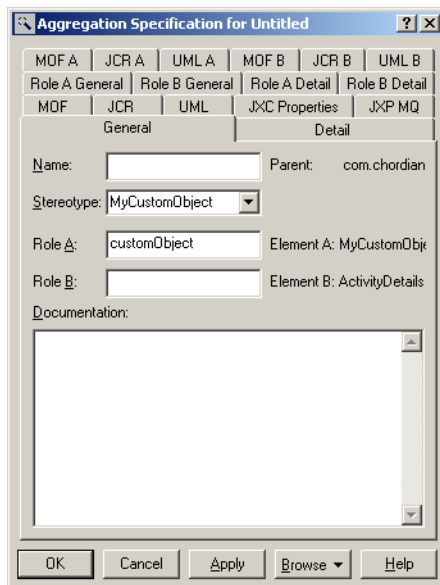 Aggregation Specification for Untitled
MOF A JCR A UML A MOF B JCR B UML B
Role A General Role B General Role A Detail Role B Detail
MOF JCR UML JXC Properties JXP MQ
General Detail
Name: Parent: com.chordian
Stereotype: MyCustomObject
Role A: customObject Element A: MyCustomObje
Role B: Element B: ActivityDetails
Documentation:
OK Cancel Apply Browse Help